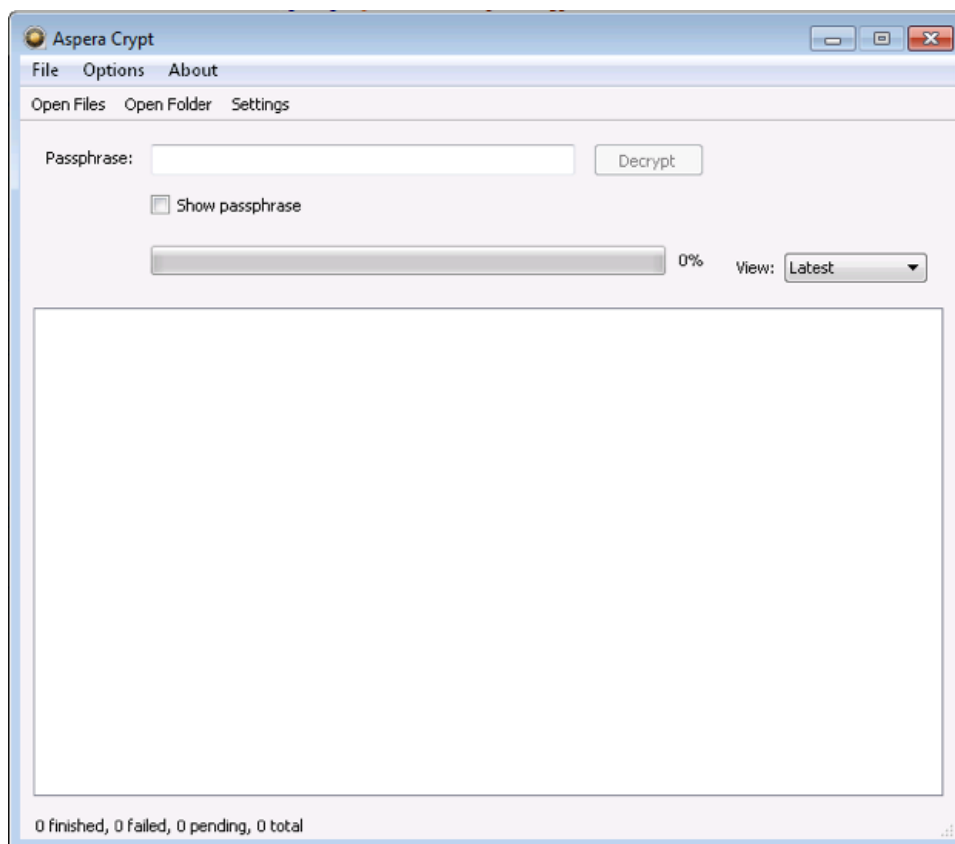 Aspera Crypt
File Options About
Open Files Open Folder Settings
Passphrase: Decrypt
Show passphrase
0% View: Latest
0 finished, 0 failed, 0 pending, 0 total